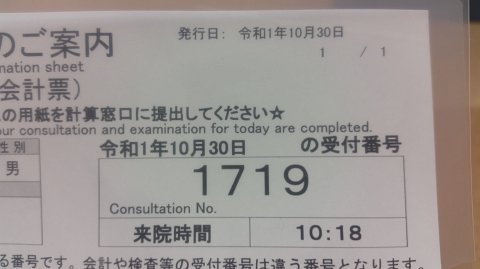 のご案内
発行日： 令和1年10月30日
1 / 1
mation sheet
会計票）
の用紙を計算窓口に提出してください☆
our consultation and examination for today are completed.
性別
男
令和1年10月30日 の受付番号
1719
Consultation No.
来院時間 10:18
る番号です。会計や検査等の受付番号は違う番号となります。